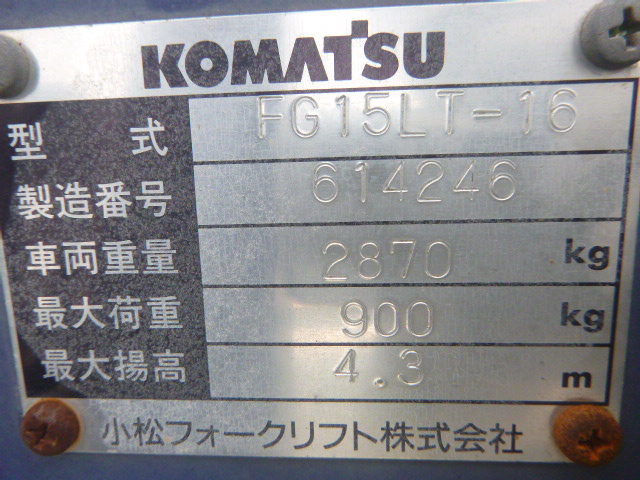 KOMATSU
型式 FG15LT-16
製造番号 614246
車両重量 2870 kg
最大荷重 900 kg
最大揚高 4.3 m
小松フォークリフト株式会社